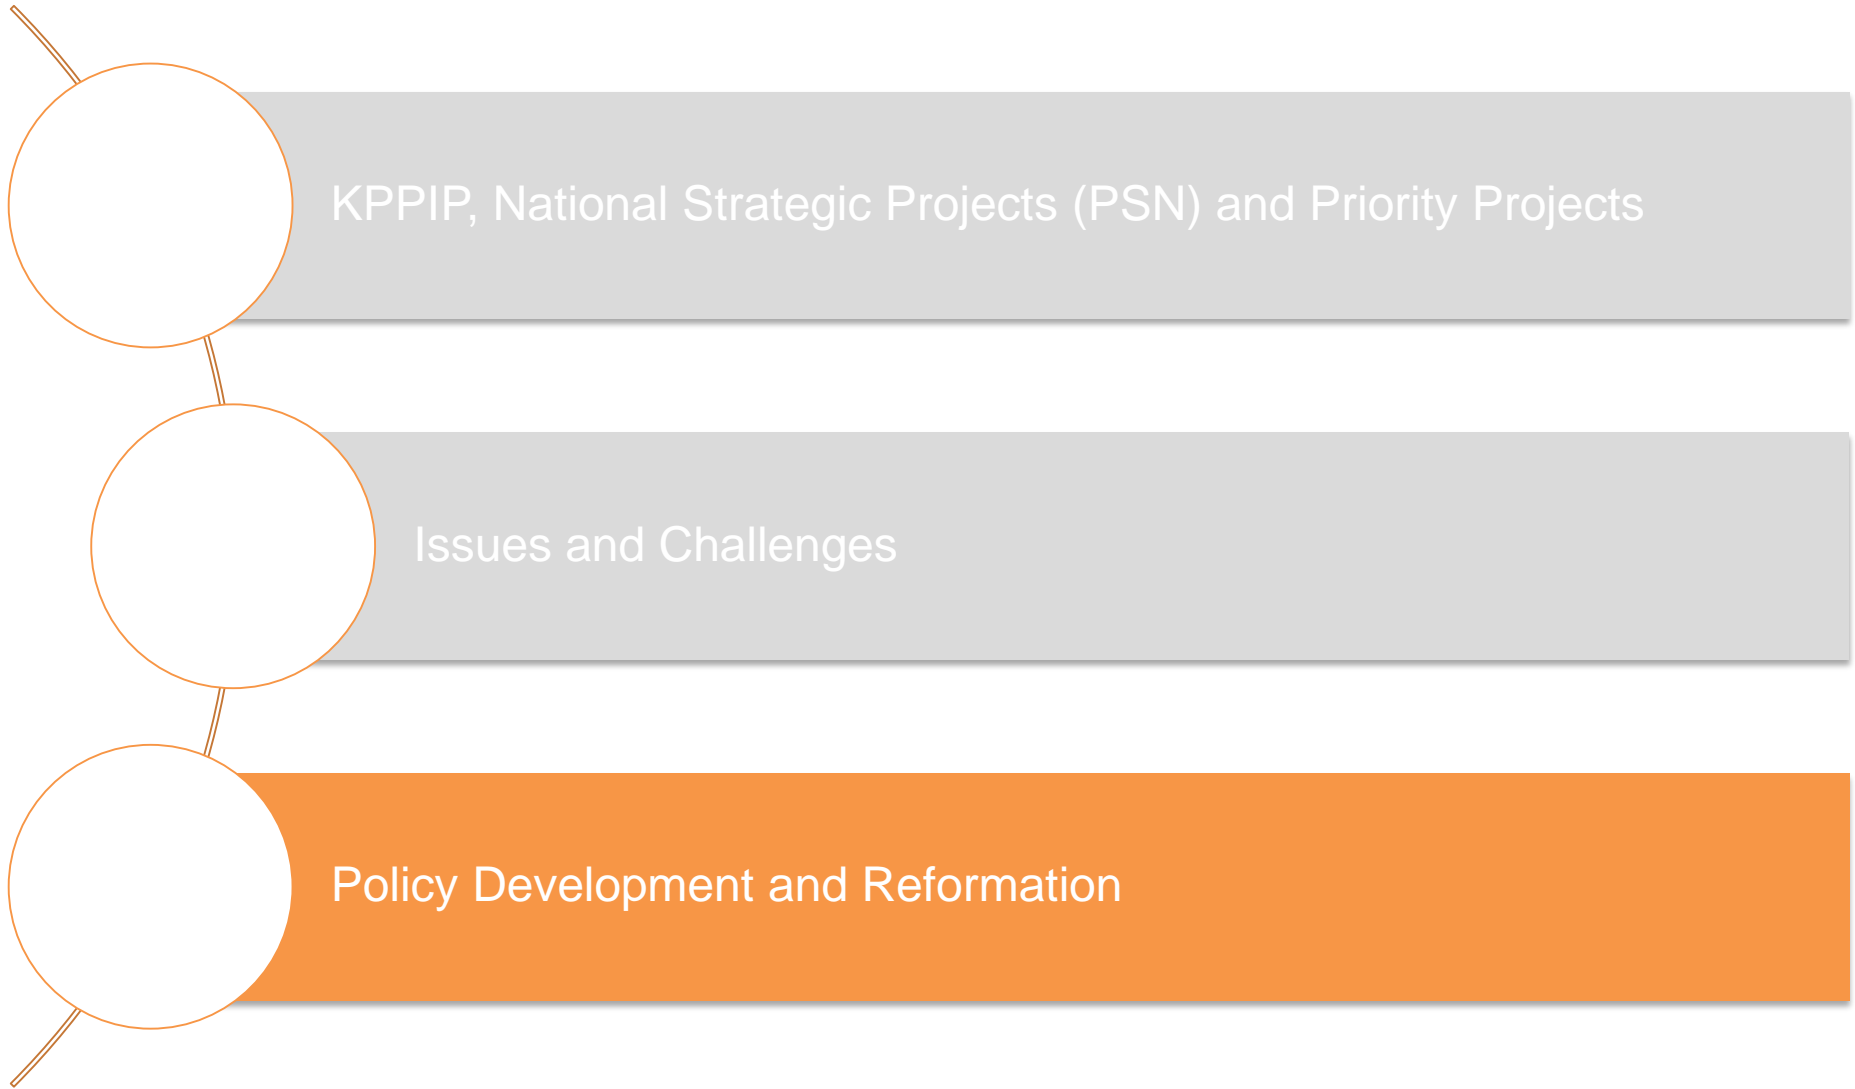 KPPIP, National Strategic Projects (PSN) and Priority Projects
Issues and Challenges
Policy Development and Reformation